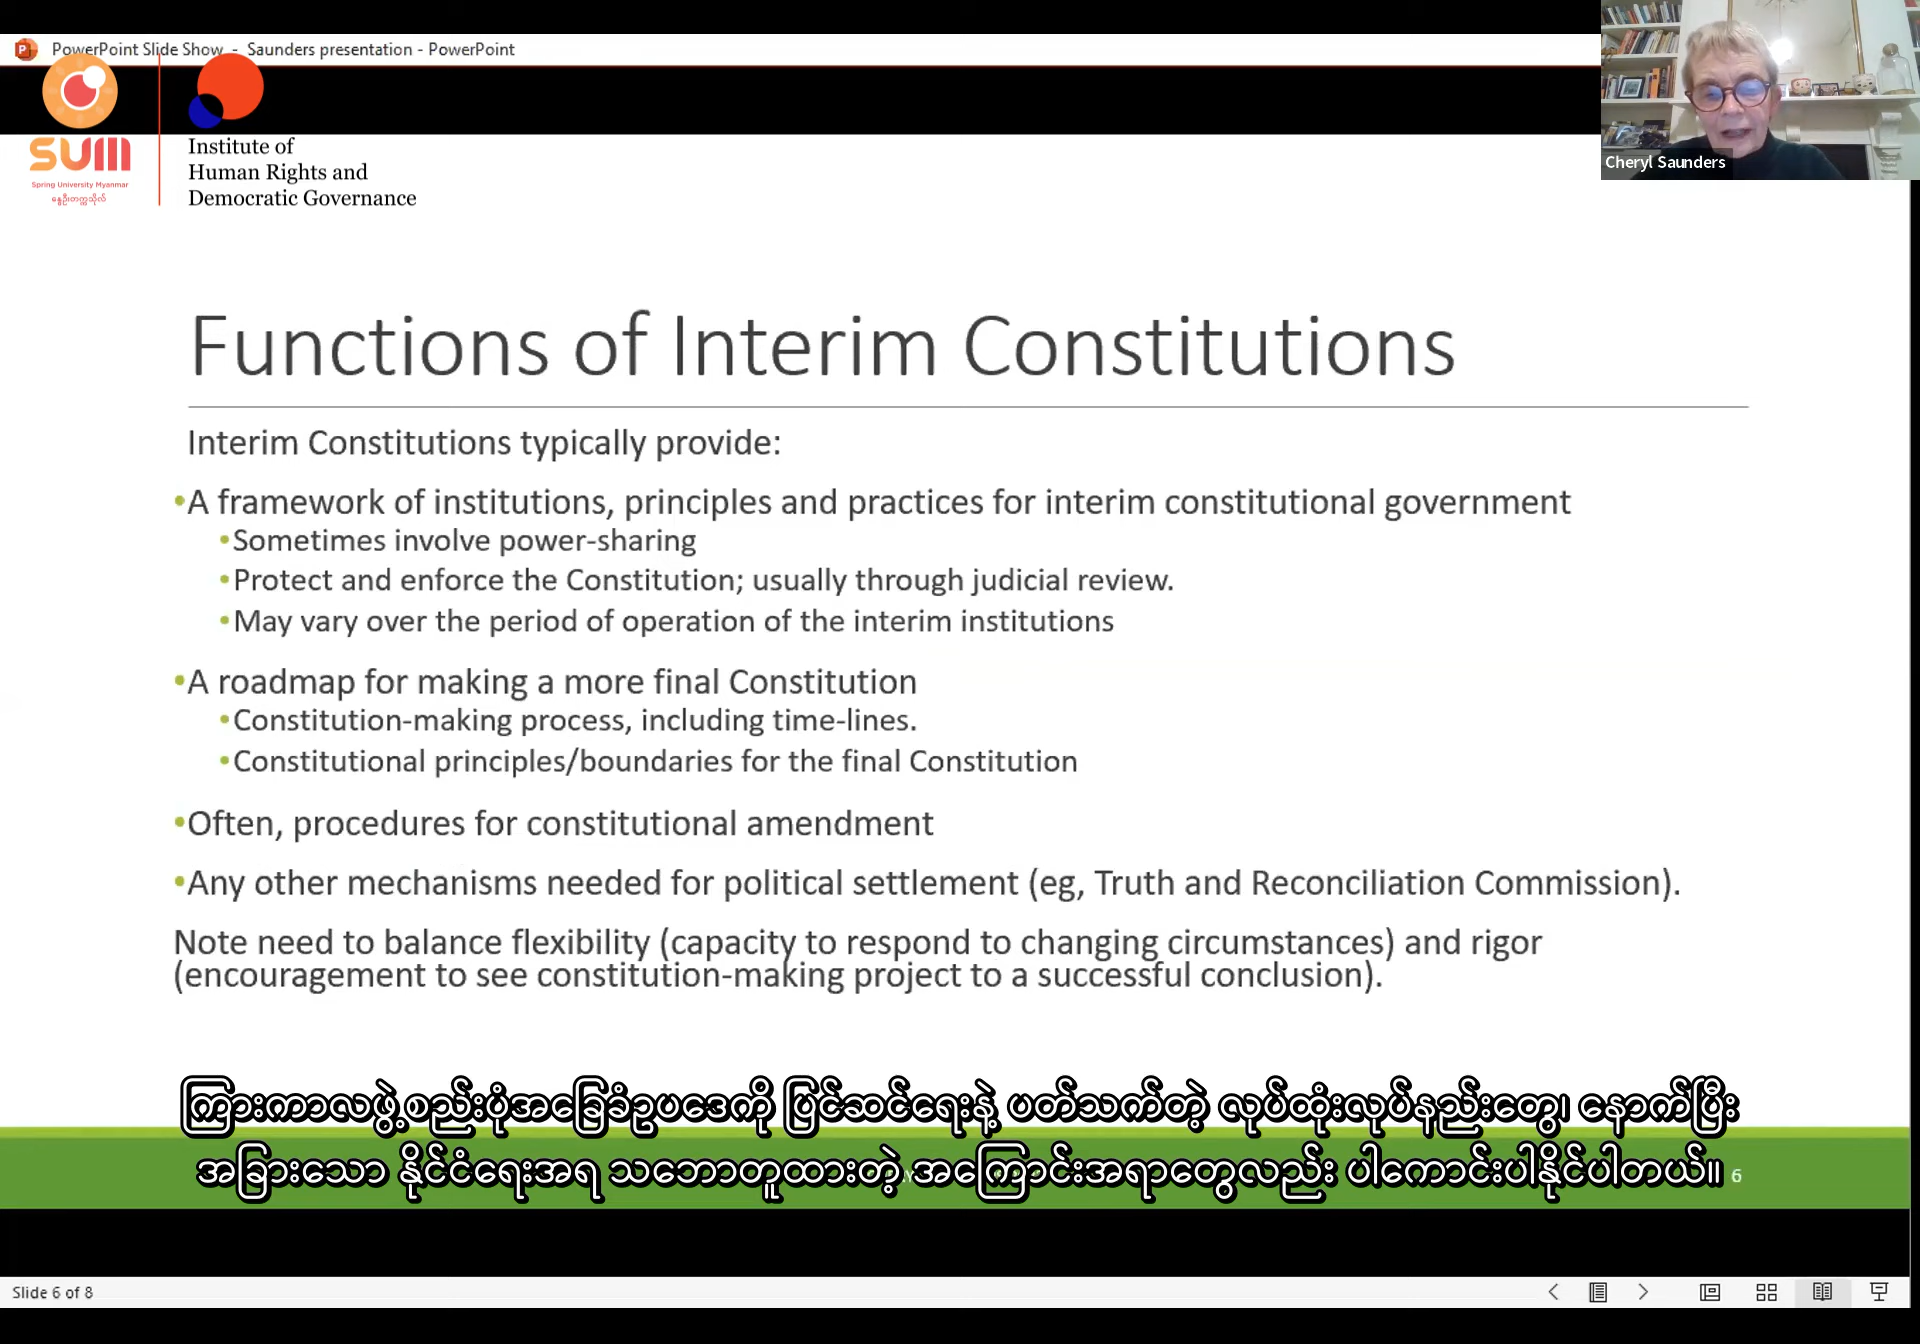 PowerPoint Slide Show - Saunders presentation - PowerPoint
SUM
Spring University Myanmar
နွေဦးတက္ကသိုလ်
Institute of
Human Rights and
Democratic Governance
Cheryl Saunders
Functions of Interim Constitutions
Interim Constitutions typically provide:
•A framework of institutions, principles and practices for interim constitutional government
•Sometimes involve power-sharing
•Protect and enforce the Constitution; usually through judicial review.
•May vary over the period of operation of the interim institutions
•A roadmap for making a more final Constitution
•Constitution-making process, including time-lines.
•Constitutional principles/boundaries for the final Constitution
•Often, procedures for constitutional amendment
•Any other mechanisms needed for political settlement (eg, Truth and Reconciliation Commission).
Note need to balance flexibility (capacity to respond to changing circumstances) and rigor
(encouragement to see constitution-making project to a successful conclusion).
ကြားကာလဖွဲ့စည်းပုံအခြေခံဥပဒေကို ပြင်ဆင်ရေးနဲ့ ပတ်သက်တဲ့ လုပ်ထုံးလုပ်နည်းတွေ၊ နောက်ပြီး
အခြားသော နိုင်ငံရေးအရ သဘောတူထားတဲ့ အကြောင်းအရာတွေလည်း ပါကောင်းပါနိုင်ပါတယ်။
6
Slide 6 of 8